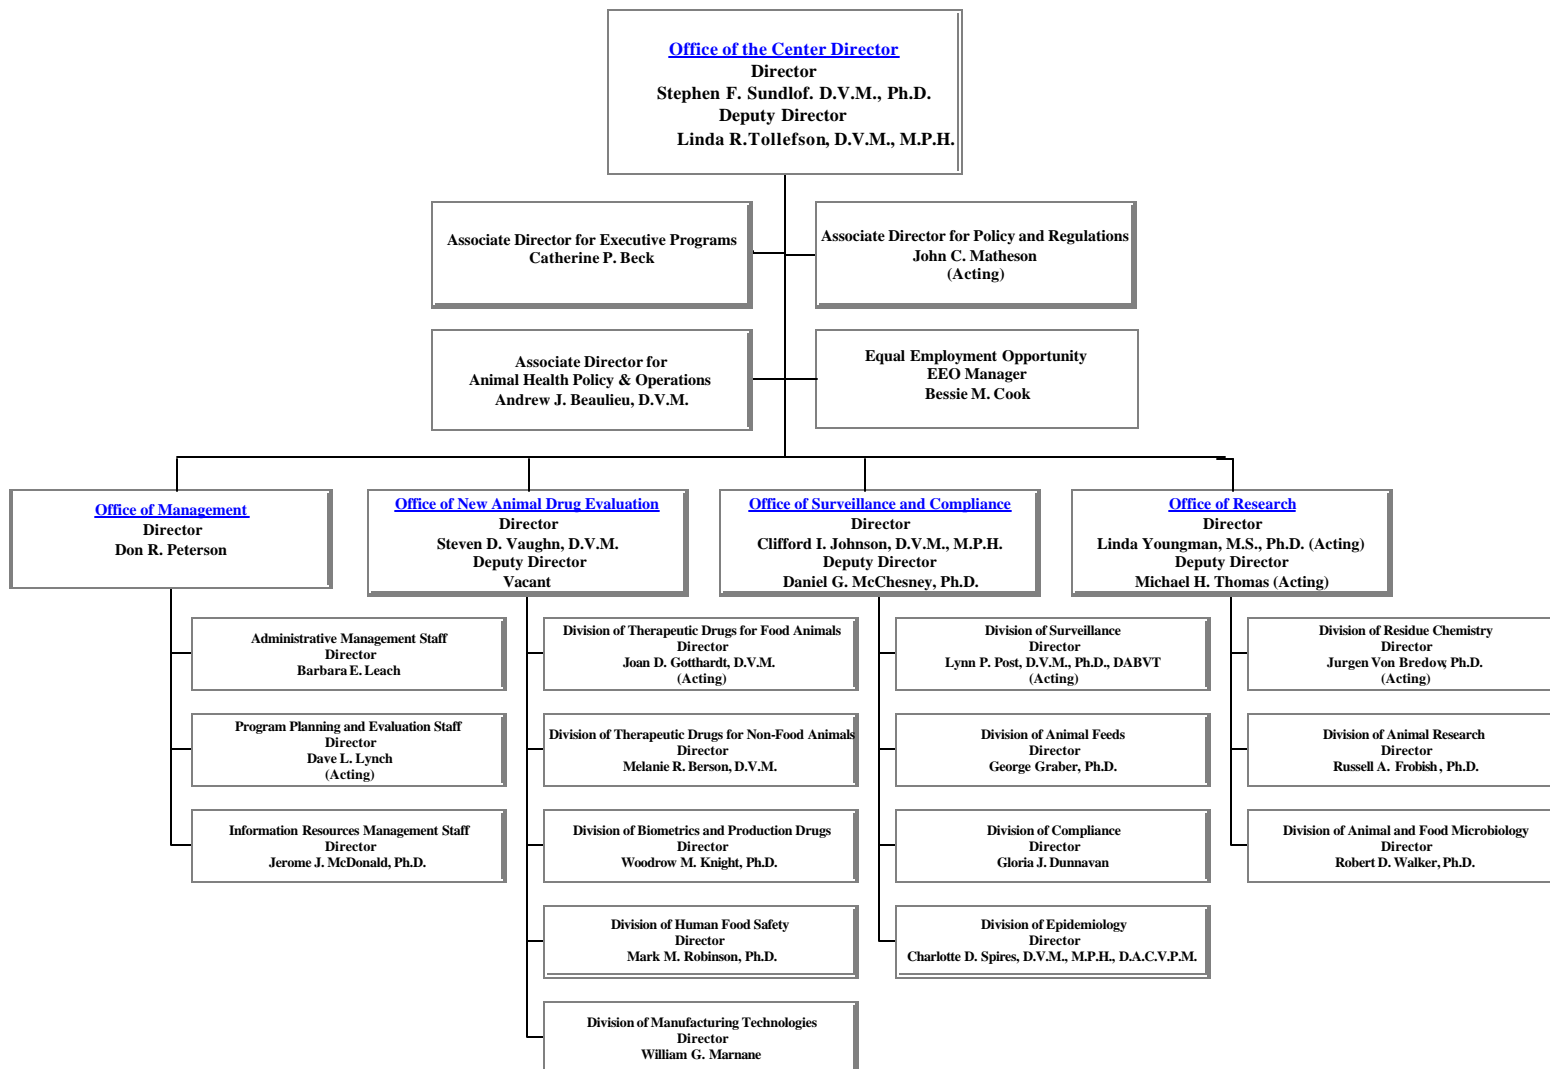 Office of the Center Director
Director
Stephen F. Sundlof. D.V.M., Ph.D.
Deputy Director
Linda R.Tollefson, D.V.M., M.P.H.
Associate Director for Executive Programs
Catherine P. Beck
Associate Director for Policy and Regulations
John C. Matheson
(Acting)
Associate Director for
Animal Health Policy & Operations
Andrew J. Beaulieu, D.V.M.
Equal Employment Opportunity
EEO Manager
Bessie M. Cook
Office of Management
Director
Don R. Peterson
Office of New Animal Drug Evaluation
Director
Steven D. Vaughn, D.V.M.
Deputy Director
Vacant
Office of Surveillance and Compliance
Director
Clifford I. Johnson, D.V.M., M.P.H.
Deputy Director
Daniel G. McChesney, Ph.D.
Office of Research
Director
Linda Youngman, M.S., Ph.D. (Acting)
Deputy Director
Michael H. Thomas (Acting)
Administrative Management Staff
Director
Barbara E. Leach
Program Planning and Evaluation Staff
Director
Dave L. Lynch
(Acting)
Information Resources Management Staff
Director
Jerome J. McDonald, Ph.D.
Division of Therapeutic Drugs for Food Animals
Director
Joan D. Gotthardt, D.V.M.
(Acting)
Division of Therapeutic Drugs for Non-Food Animals
Director
Melanie R. Berson, D.V.M.
Division of Biometrics and Production Drugs
Director
Woodrow M. Knight, Ph.D.
Division of Human Food Safety
Director
Mark M. Robinson, Ph.D.
Division of Manufacturing Technologies
Director
William G. Marnane
Division of Surveillance
Director
Lynn P. Post, D.V.M., Ph.D., DABVT
(Acting)
Division of Animal Feeds
Director
George Graber, Ph.D.
Division of Compliance
Director
Gloria J. Dunnavan
Division of Epidemiology
Director
Charlotte D. Spires, D.V.M., M.P.H., D.A.C.V.P.M.
Division of Residue Chemistry
Director
Jurgen Von Bredow, Ph.D.
(Acting)
Division of Animal Research
Director
Russell A. Frobish, Ph.D.
Division of Animal and Food Microbiology
Director
Robert D. Walker, Ph.D.